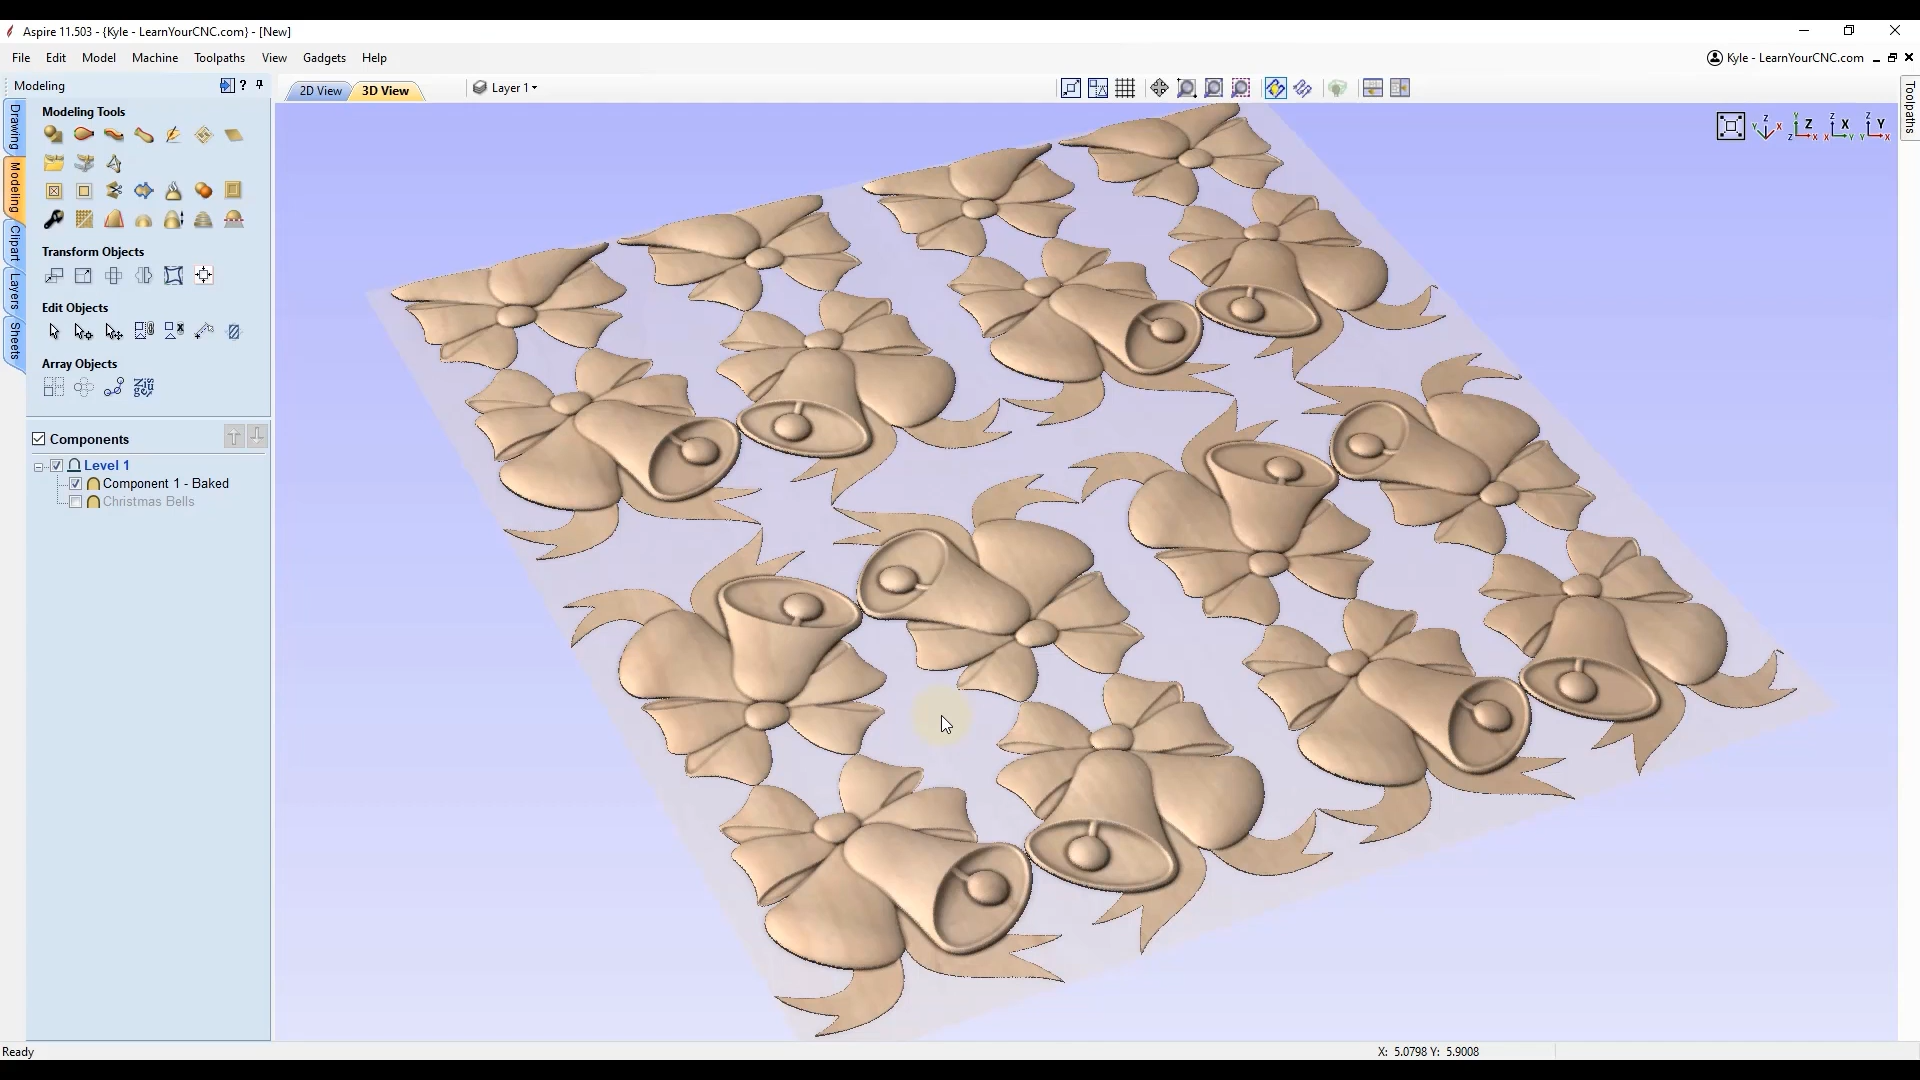 Aspire 11.503 - {Kyle - LearnYourCNC.com} - [New]
File Edit Model Machine Toolpaths View Gadgets Help
Kyle - LearnYourCNC.com
Modeling
?
2D View
3D View
Layer 1
Toolpaths
Drawing
Modeling
Clipart
Layers
Sheets
Modeling Tools
Transform Objects
Edit Objects
Array Objects
Components
Level 1
Component 1 - Baked
Christmas Bells
Ready
X: 5.0798 Y: 5.9008